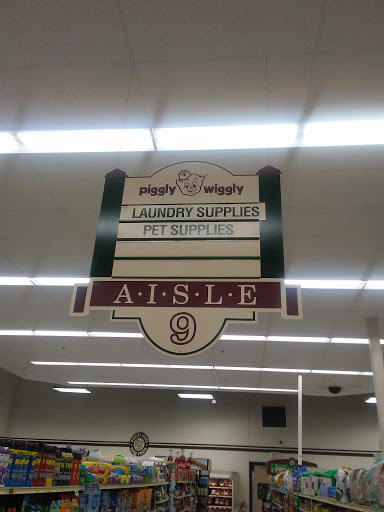 piggly wiggly
LAUNDRY SUPPLIES
PET SUPPLIES
A·I·S·L·E
9